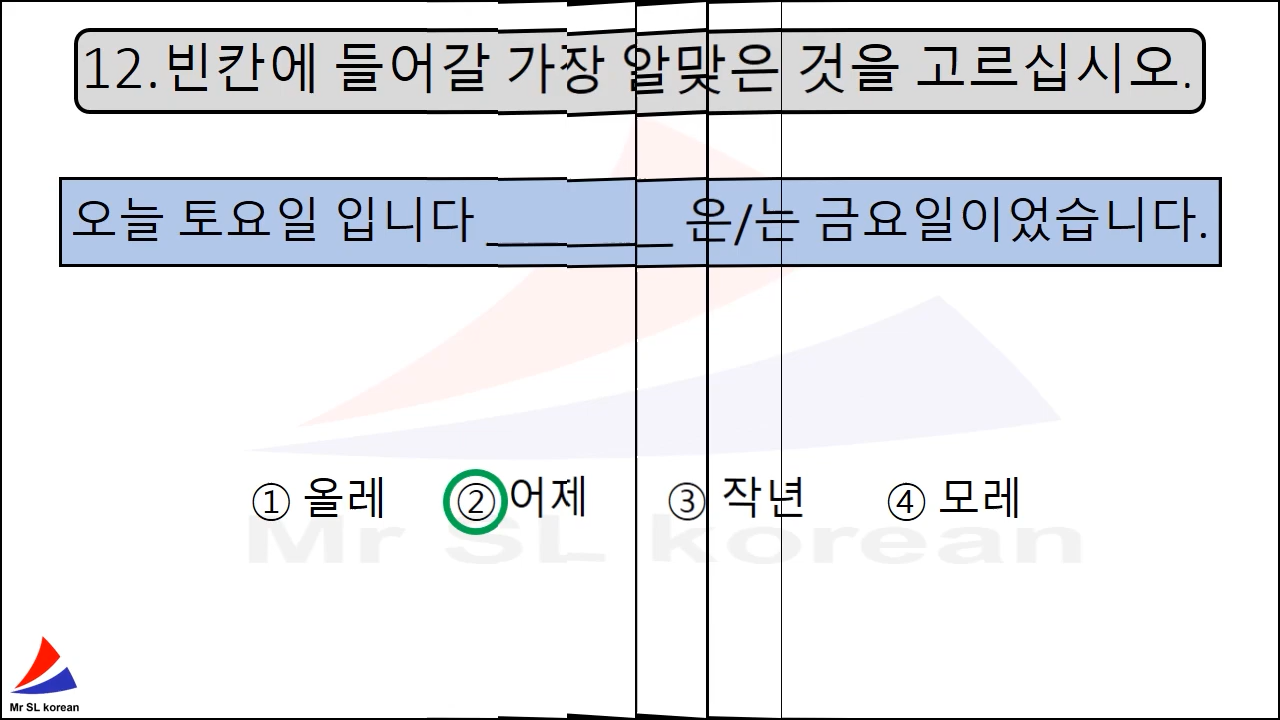 12.빈칸에 들어갈 가장 알맞은 것을 고르십시오.
오늘 토요일 입니다 ________ 은/는 금요일이었습니다.
① 올레 ② 어제 ③ 작년 ④ 모레
Mr SL korean
Mr SL korean